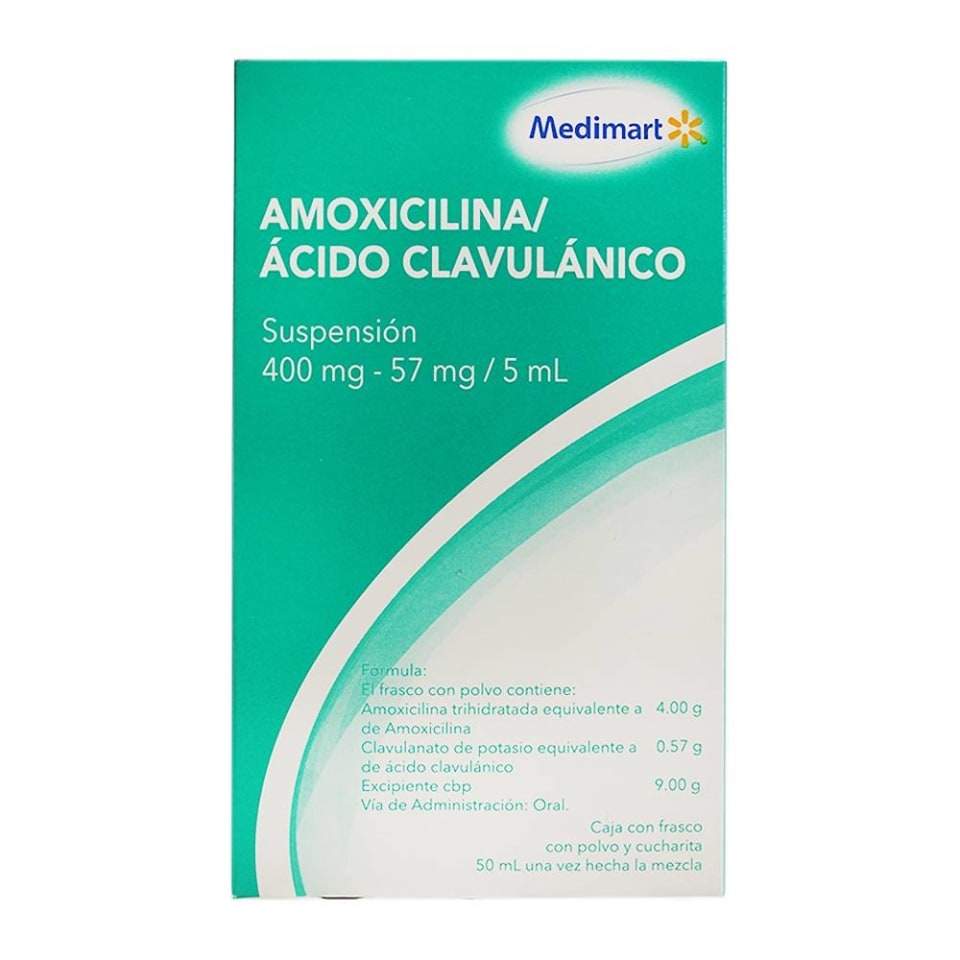 Medimart
AMOXICILINA/
ÁCIDO CLAVULÁNICO
Suspensión
400 mg - 57 mg / 5 mL
Fórmula:
El frasco con polvo contiene:
Amoxicilina trihidratada equivalente a 4.00 g
de Amoxicilina
Clavulanato de potasio equivalente a 0.57 g
de ácido clavulánico
Excipiente cbp 9.00 g
Vía de Administración: Oral.
Caja con frasco
con polvo y cucharita
50 mL una vez hecha la mezcla